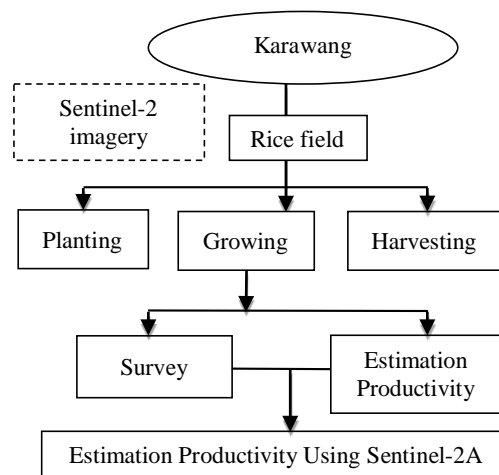 Karawang
Sentinel-2
imagery
Rice field
Planting
Growing
Harvesting
Survey
Estimation
Productivity
Estimation Productivity Using Sentinel-2A